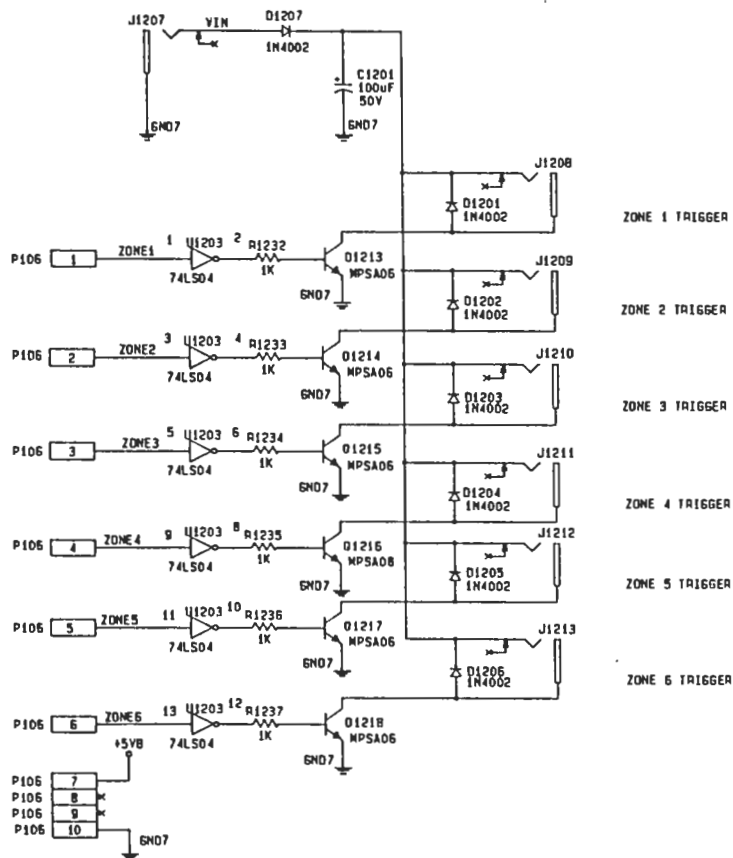 J1207 VIN D1207
1N4002
C1201
100uF
50V
GND7 GND7
J1208
D1201
1N4002
ZONE 1 TRIGGER
P106 1 ZONE1 1 U1203 2 R1232
74LS04 1K
Q1213
MPSA06
GND7
J1209
D1202
1N4002
ZONE 2 TRIGGER
P106 2 ZONE2 3 U1203 4 R1233
74LS04 1K
Q1214
MPSA06
GND7
J1210
D1203
1N4002
ZONE 3 TRIGGER
P106 3 ZONE3 5 U1203 6 R1234
74LS04 1K
Q1215
MPSA06
GND7
J1211
D1204
1N4002
ZONE 4 TRIGGER
P106 4 ZONE4 9 U1203 8 R1235
74LS04 1K
Q1216
MPSA08
GND7
J1212
D1205
1N4002
ZONE 5 TRIGGER
P106 5 ZONE5 11 U1203 10 R1236
74LS04 1K
Q1217
MPSA06
GND7
J1213
D1206
1N4002
ZONE 6 TRIGGER
P106 6 ZONE6 13 U1203 12 R1237
74LS04 1K
Q1218
MPSA06
GND7
+5VB
P106 7
P106 8
P106 9
P106 10
GND7